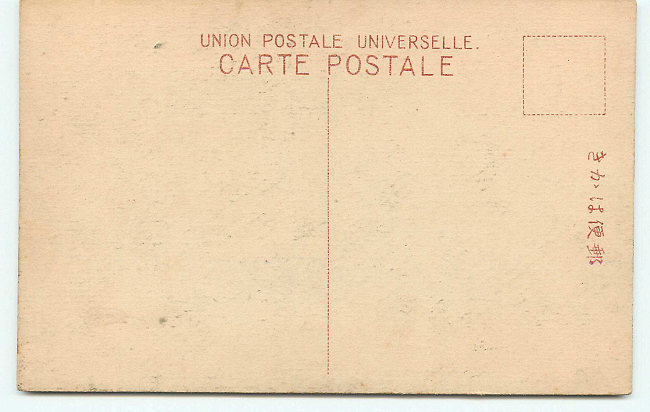 UNION POSTALE UNIVERSELLE.
CARTE POSTALE
郵便はかき